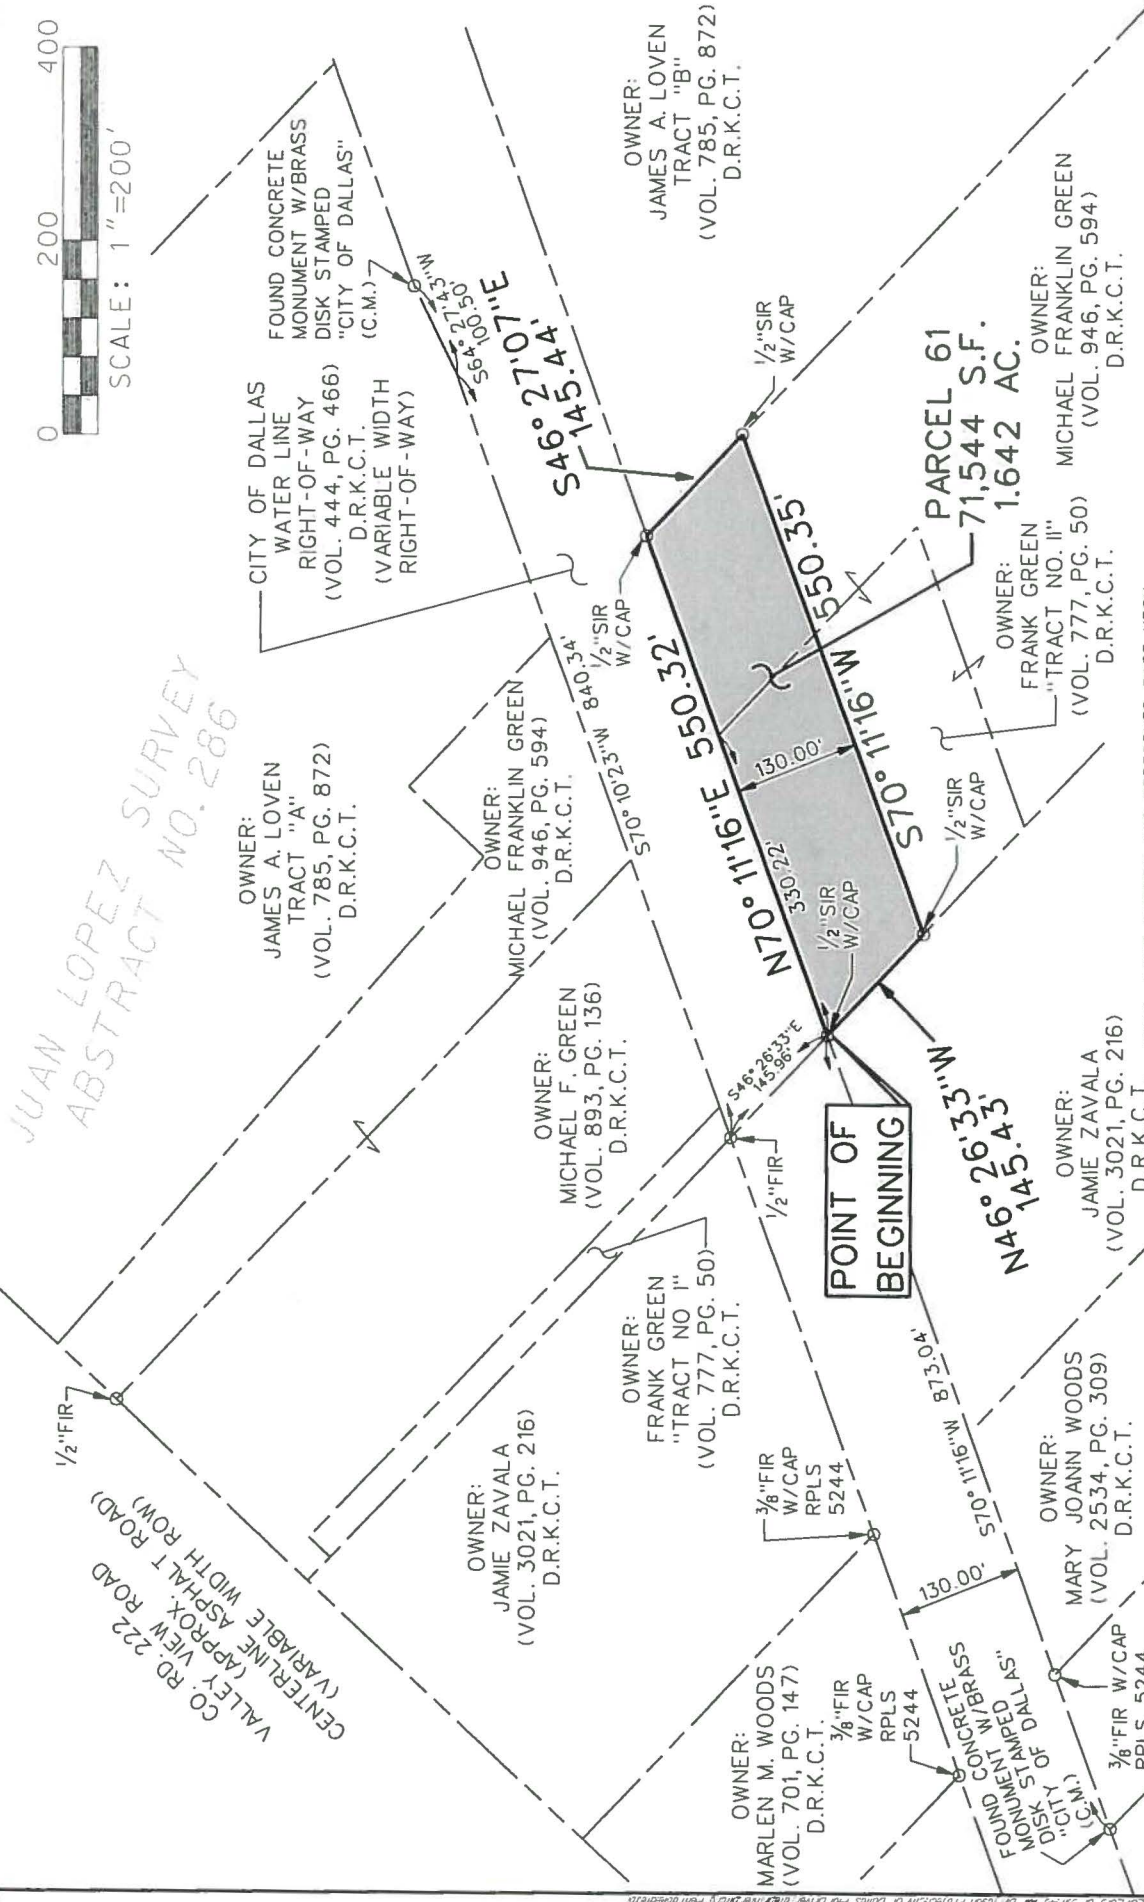 0 200 400
SCALE: 1"=200'
JUAN LOPEZ SURVEY
ABSTRACT NO. 286
CO. RD. 222
VALLEY VIEW ROAD
(APPROX.
CENTERLINE ASPHALT ROAD)
(VARIABLE WIDTH ROW)
1/2"FIR
OWNER:
JAMES A. LOVEN
TRACT "A"
(VOL. 785, PG. 872)
D.R.K.C.T.
CITY OF DALLAS
WATER LINE
RIGHT-OF-WAY
(VOL. 444, PG. 466)
D.R.K.C.T.
(VARIABLE WIDTH
RIGHT-OF-WAY)
FOUND CONCRETE
MONUMENT W/BRASS
DISK STAMPED
"CITY OF DALLAS"
(C.M.)
S64°27'43"W
100.50'
OWNER:
MICHAEL FRANKLIN GREEN
(VOL. 946, PG. 594)
D.R.K.C.T.
OWNER:
MICHAEL F. GREEN
(VOL. 893, PG. 136)
D.R.K.C.T.
OWNER:
JAMIE ZAVALA
(VOL. 3021, PG. 216)
D.R.K.C.T.
OWNER:
FRANK GREEN
"TRACT NO I"
(VOL. 777, PG. 50)
D.R.K.C.T.
S70°10'23"W 840.34'
1/2"SIR
W/CAP
S46°27'07"E
145.44'
OWNER:
JAMES A. LOVEN
TRACT "B"
(VOL. 785, PG. 872)
D.R.K.C.T.
1/2"FIR
S46°26'33"E
145.96'
N70°11'16"E 550.32'
330.22'
130.00'
1/2"SIR
W/CAP
1/2"SIR
W/CAP
S70°11'16"W 550.35'
PARCEL 61
71,544 S.F.
1.642 AC.
1/2"SIR
W/CAP
OWNER:
MARLEN M. WOODS
(VOL. 701, PG. 147)
D.R.K.C.T.
3/8"FIR
W/CAP
RPLS
5244
3/8"FIR
W/CAP
RPLS
5244
POINT OF
BEGINNING
N46°26'33"W
145.43'
OWNER:
FRANK GREEN
"TRACT NO. II"
(VOL. 777, PG. 50)
D.R.K.C.T.
OWNER:
MICHAEL FRANKLIN GREEN
(VOL. 946, PG. 594)
D.R.K.C.T.
FOUND CONCRETE
MONUMENT W/BRASS
DISK STAMPED
"CITY OF DALLAS"
(C.M.)
130.00'
S70°11'16"W 873.04'
3/8"FIR W/CAP
RPLS 5244
OWNER:
MARY JOANN WOODS
(VOL. 2534, PG. 309)
D.R.K.C.T.
OWNER:
JAMIE ZAVALA
(VOL. 3021, PG. 216)
D.R.K.C.T.